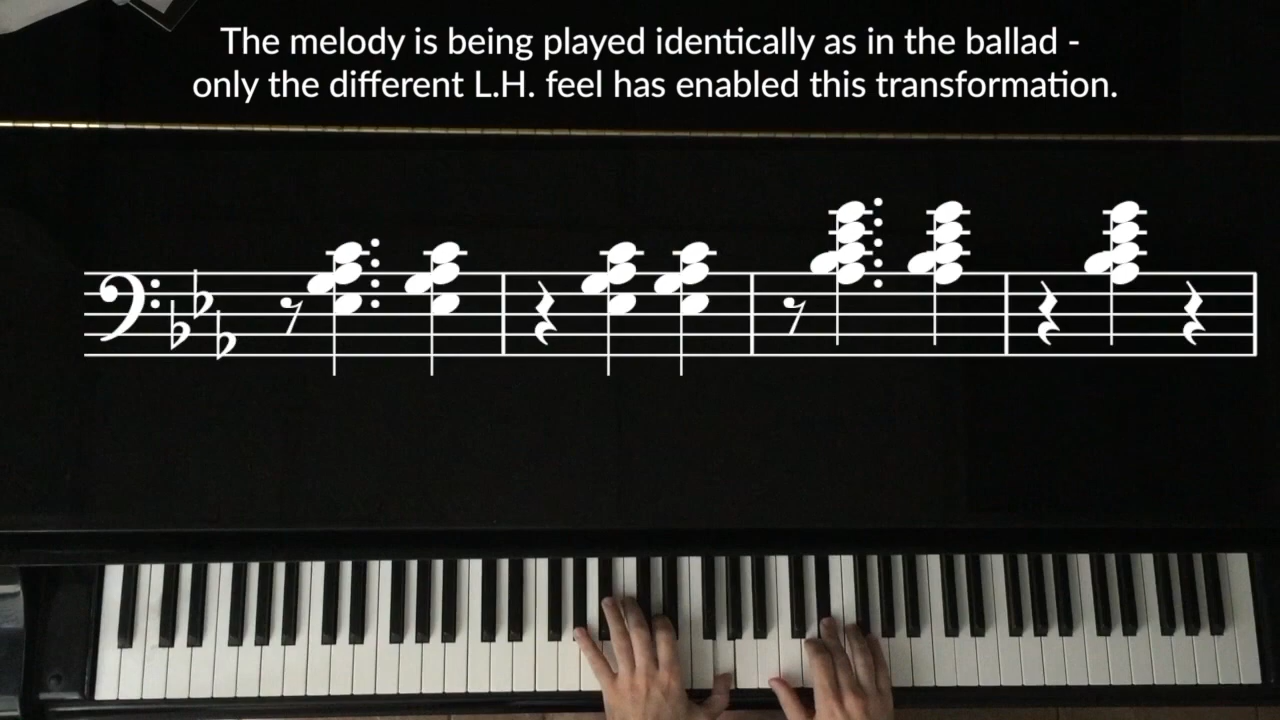 The melody is being played identically as in the ballad -
only the different L.H. feel has enabled this transformation.